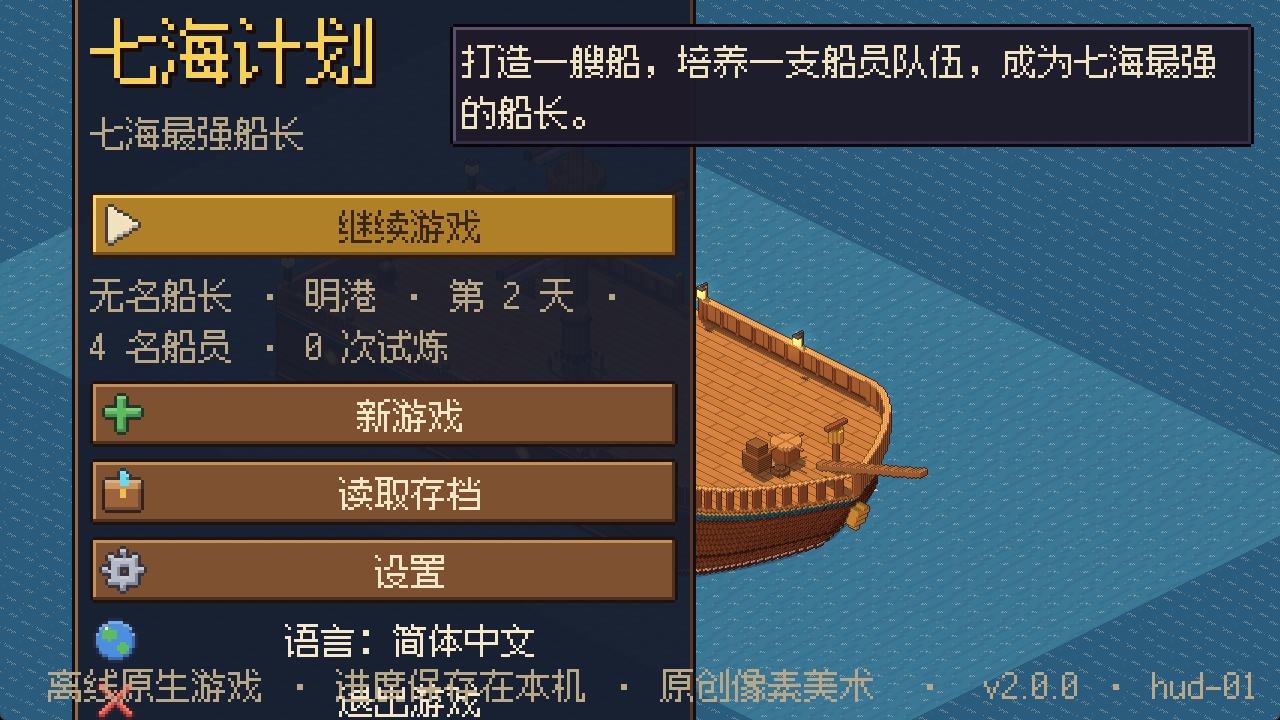 七海计划
打造一艘船，培养一支船员队伍，成为七海最强
的船长。
七海最强船长
继续游戏
无名船长 · 明港 · 第 2 天 ·
4 名船员 · 0 次试炼
新游戏
读取存档
设置
语言：简体中文
离线原生游戏 · 进度保存在本机 · 原创像素美术 · v2.0.0 · hud-01
退出游戏